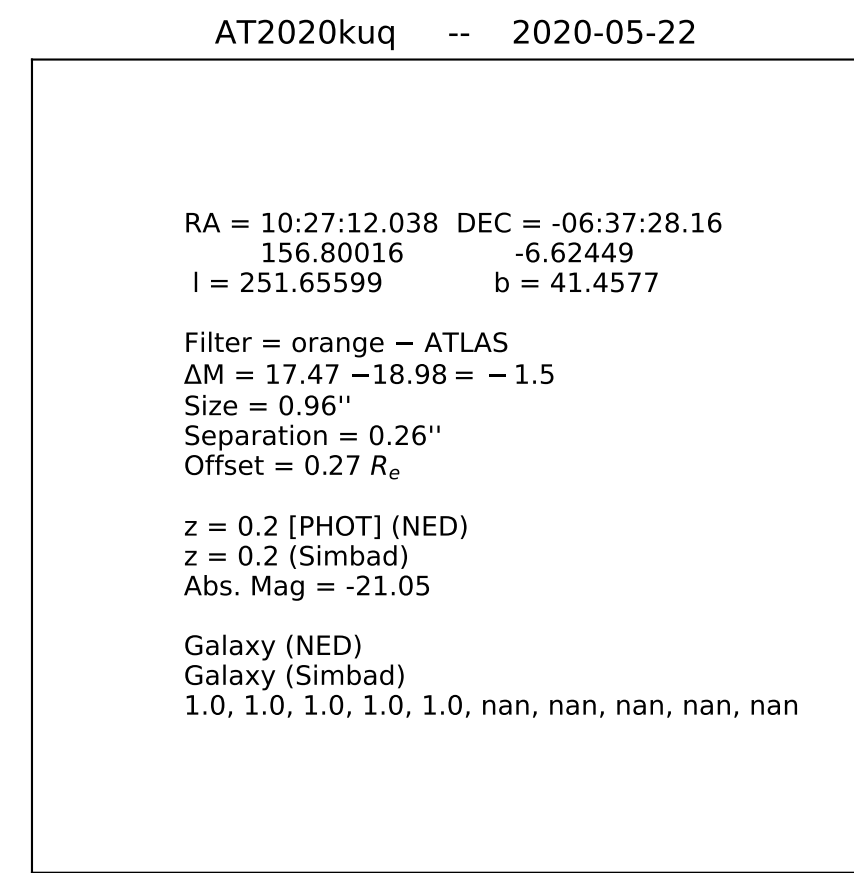 AT2020kuq -- 2020-05-22
RA = 10:27:12.038 DEC = -06:37:28.16
156.80016 -6.62449
l = 251.65599 b = 41.4577
Filter = orange − ATLAS
ΔM = 17.47 −18.98 = − 1.5
Size = 0.96''
Separation = 0.26''
Offset = 0.27 Rₑ
z = 0.2 [PHOT] (NED)
z = 0.2 (Simbad)
Abs. Mag = -21.05
Galaxy (NED)
Galaxy (Simbad)
1.0, 1.0, 1.0, 1.0, 1.0, nan, nan, nan, nan, nan